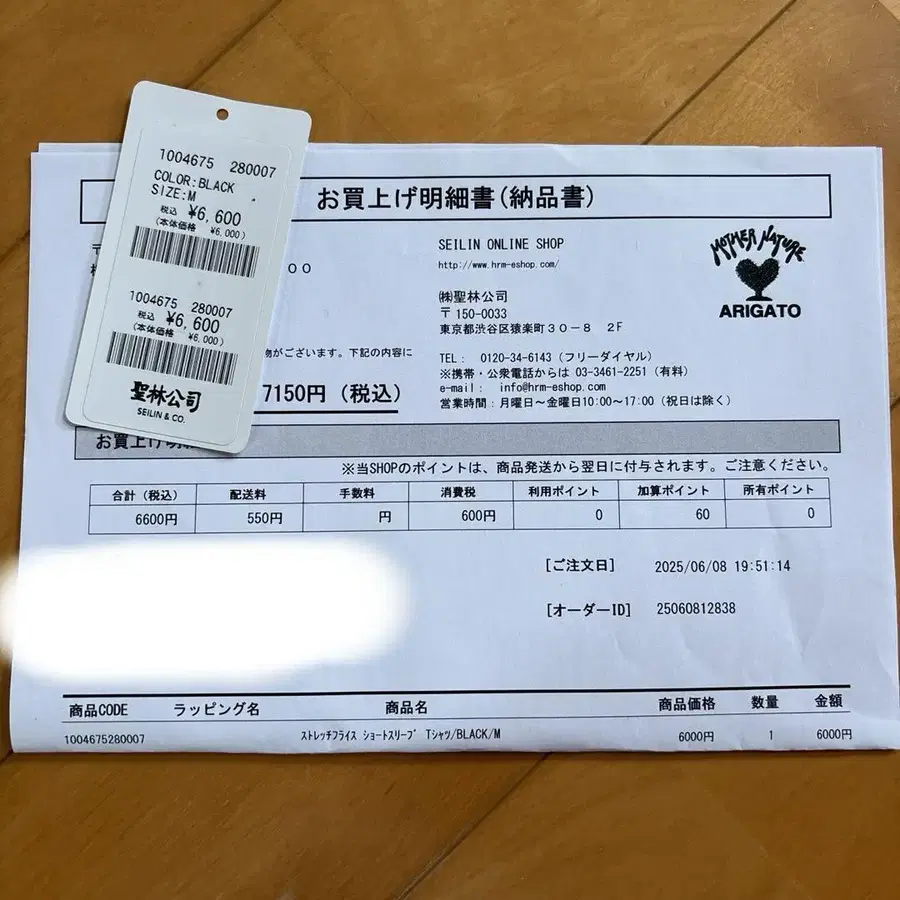 1004675 280007
COLOR:BLACK
SIZE:M
税込 ¥6,600
(本体価格 ¥6,000)
1004675 280007
税込 ¥6,600
(本体価格 ¥6,000)
聖林公司
SEILIN & CO.
お買上げ明細書(納品書)
〒
００
SEILIN ONLINE SHOP
http://www.hrm-eshop.com/
㈱聖林公司
〒150-0033
東京都渋谷区猿楽町３０－８ ２F
TEL： 0120-34-6143（フリーダイヤル）
※携帯・公衆電話からは 03-3461-2251（有料）
e-mail： info@hrm-eshop.com
営業時間：月曜日～金曜日10:00～17:00（祝日は除く）
MOTHER NATURE
ARIGATO
がございます。下記の内容に
7150円（税込）
お買上げ明細
※当SHOPのポイントは、商品発送から翌日に付与されます。ご注意ください。
合計（税込） 配送料 手数料 消費税 利用ポイント 加算ポイント 所有ポイント
6600円 550円 円 600円 0 60 0
[ご注文日] 2025/06/08 19:51:14
[オーダーID] 25060812838
商品CODE ラッピング名 商品名 商品価格 数量 金額
1004675280007 ストレッチフライス ショートスリーブ Tシャツ/BLACK/M 6000円 1 6000円